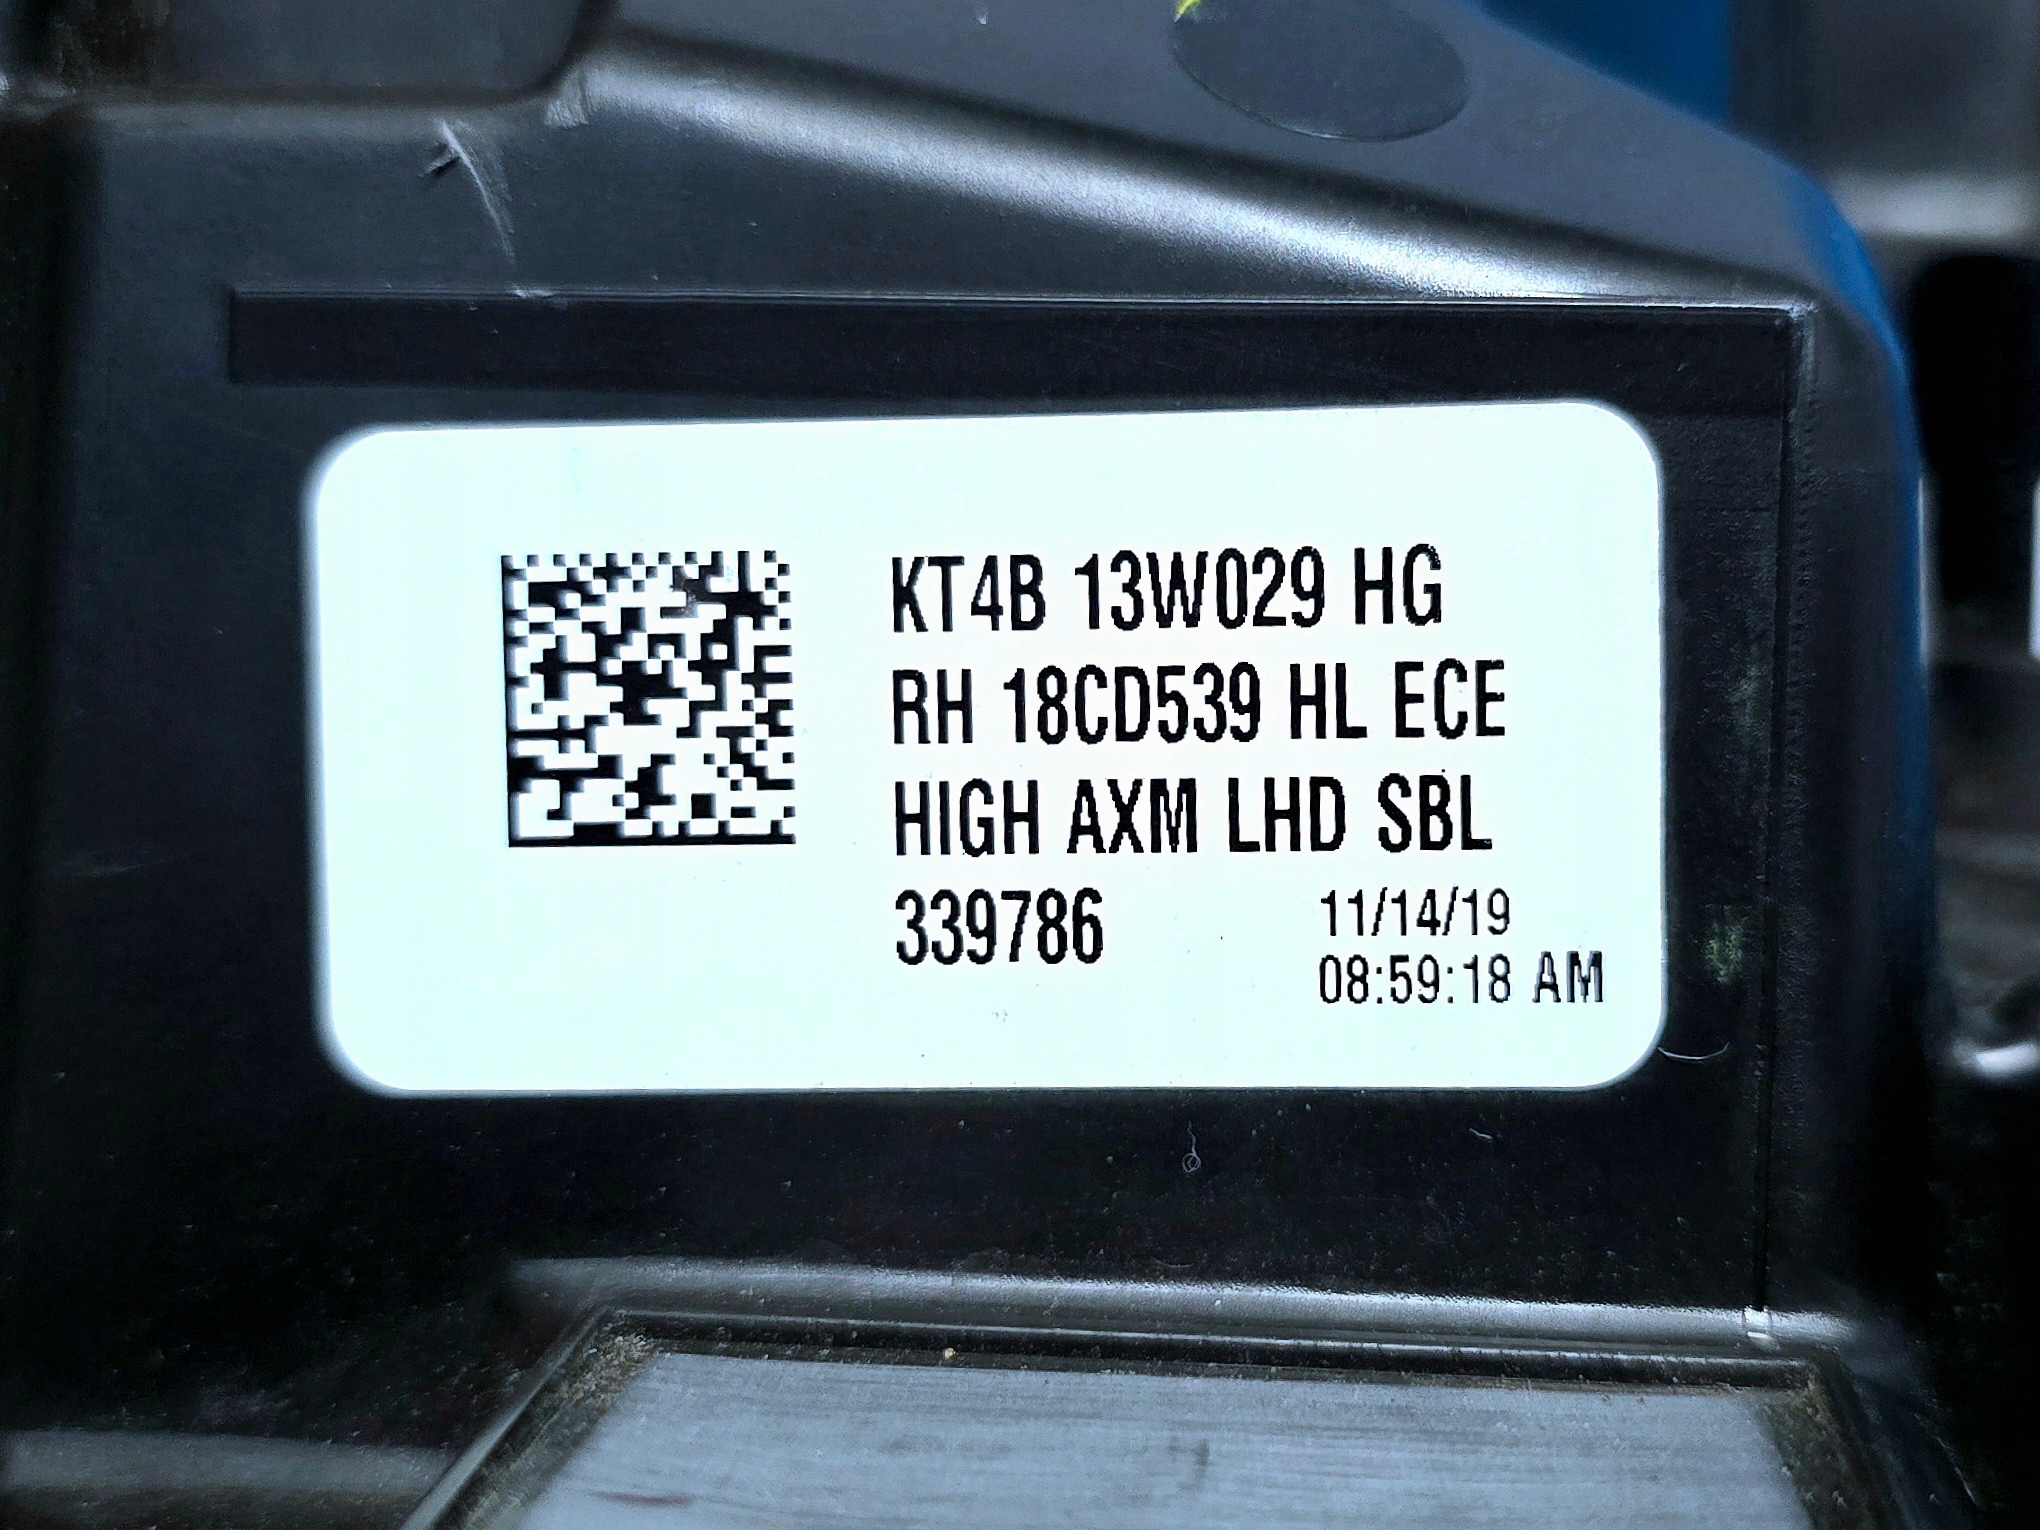 KT4B 13W029 HG
RH 18CD539 HL ECE
HIGH AXM LHD SBL
339786
11/14/19
08:59:18 AM